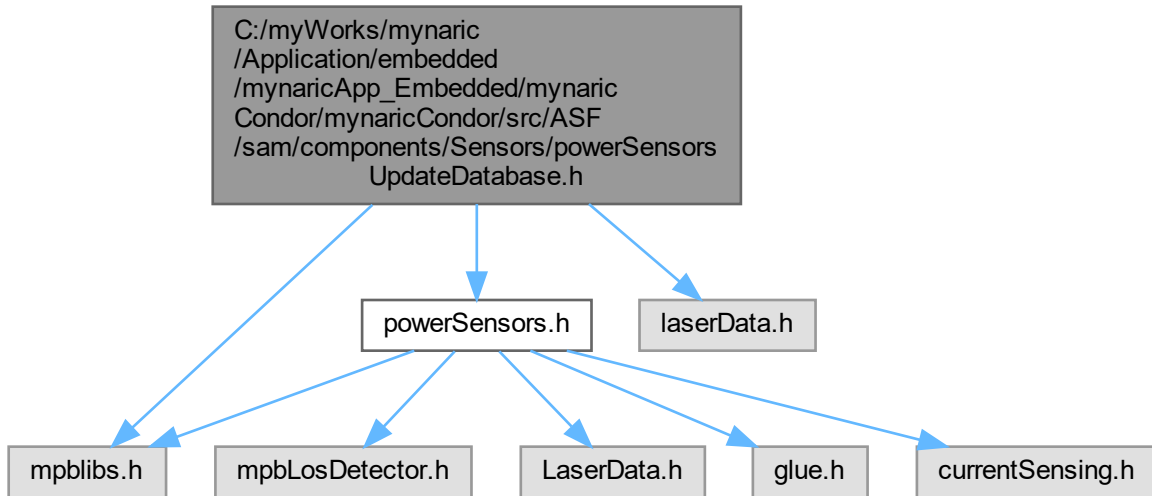 C:/myWorks/mynaric
/Application/embedded
/mynaricApp_Embedded/mynaric
Condor/mynaricCondor/src/ASF
/sam/components/Sensors/powerSensors
UpdateDatabase.h
powerSensors.h
laserData.h
mpblibs.h
mpbLosDetector.h
LaserData.h
glue.h
currentSensing.h